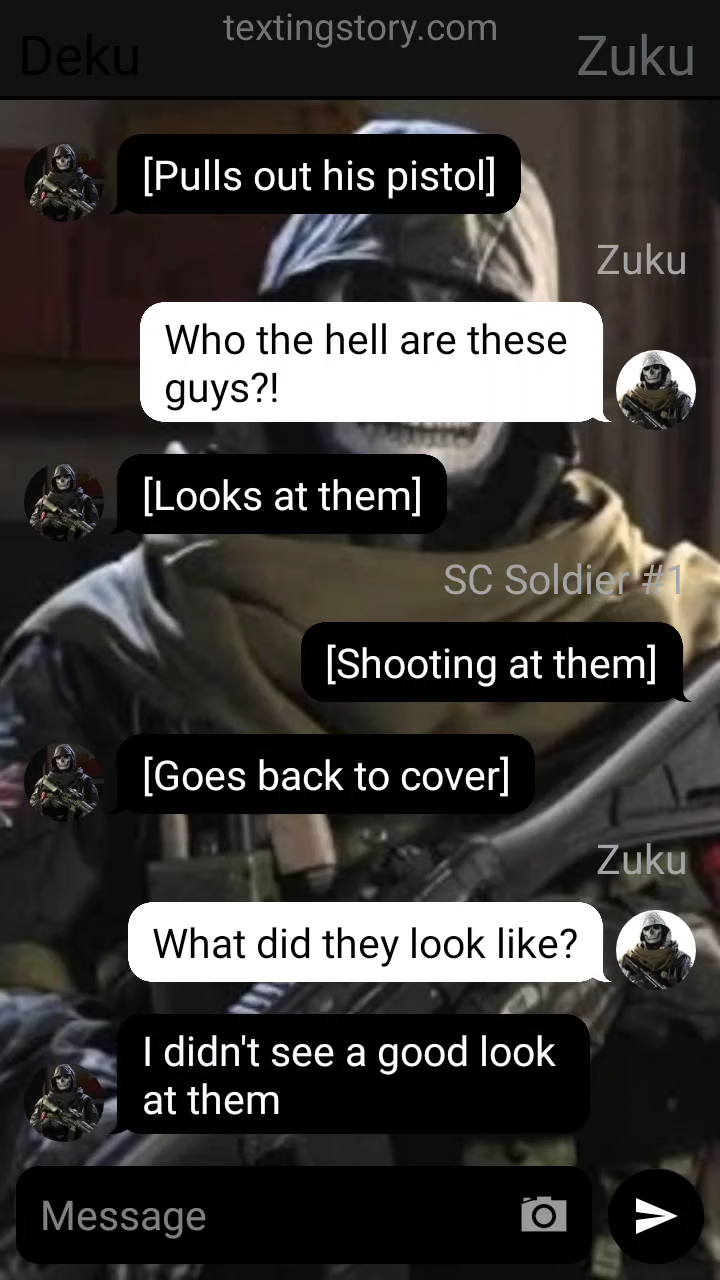 textingstory.com
Deku
Zuku
[Pulls out his pistol]
Zuku
Who the hell are these
guys?!
[Looks at them]
SC Soldier #1
[Shooting at them]
[Goes back to cover]
Zuku
What did they look like?
I didn't see a good look
at them
Message